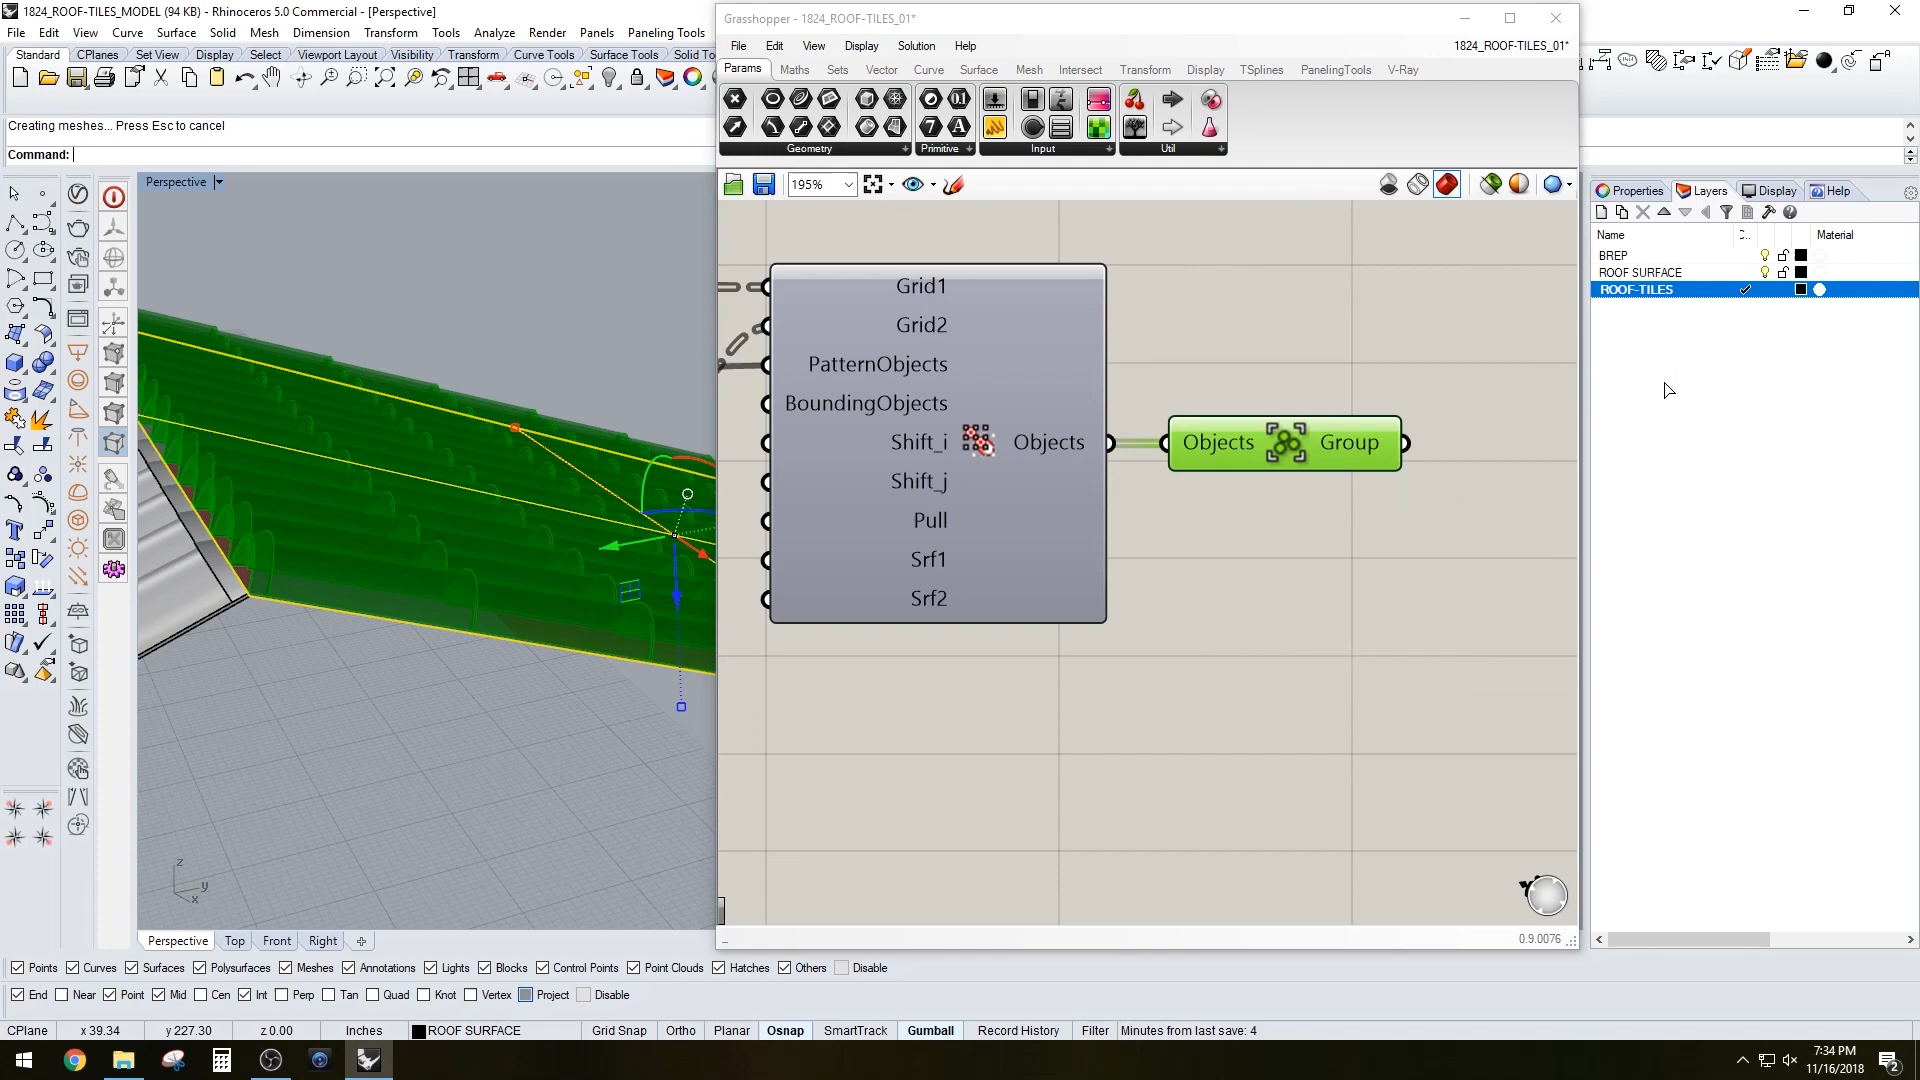 1824_ROOF-TILES_MODEL (94 KB) - Rhinoceros 5.0 Commercial - [Perspective]
File Edit View Curve Surface Solid Mesh Dimension Transform Tools Analyze Render Panels Paneling Tools
Standard CPlanes Set View Display Select Viewport Layout Visibility Transform Curve Tools Surface Tools Solid To
Creating meshes... Press Esc to cancel
Command:
Perspective
Grasshopper - 1824_ROOF-TILES_01*
File Edit View Display Solution Help
1824_ROOF-TILES_01*
Params Maths Sets Vector Curve Surface Mesh Intersect Transform Display TSplines PanelingTools V-Ray
Geometry Primitive Input Util
195%
Grid1
Grid2
PatternObjects
BoundingObjects
Shift_i
Shift_j
Pull
Srf1
Srf2
Objects
Objects Group
0.9.0076
Properties Layers Display Help
Name C.. Material
BREP
ROOF SURFACE
ROOF-TILES
z
y
x
Perspective Top Front Right
Points Curves Surfaces Polysurfaces Meshes Annotations Lights Blocks Control Points Point Clouds Hatches Others Disable
End Near Point Mid Cen Int Perp Tan Quad Knot Vertex Project Disable
CPlane x 39.34 y 227.30 z 0.00 Inches ROOF SURFACE Grid Snap Ortho Planar Osnap SmartTrack Gumball Record History Filter Minutes from last save: 4
7:34 PM
11/16/2018
2